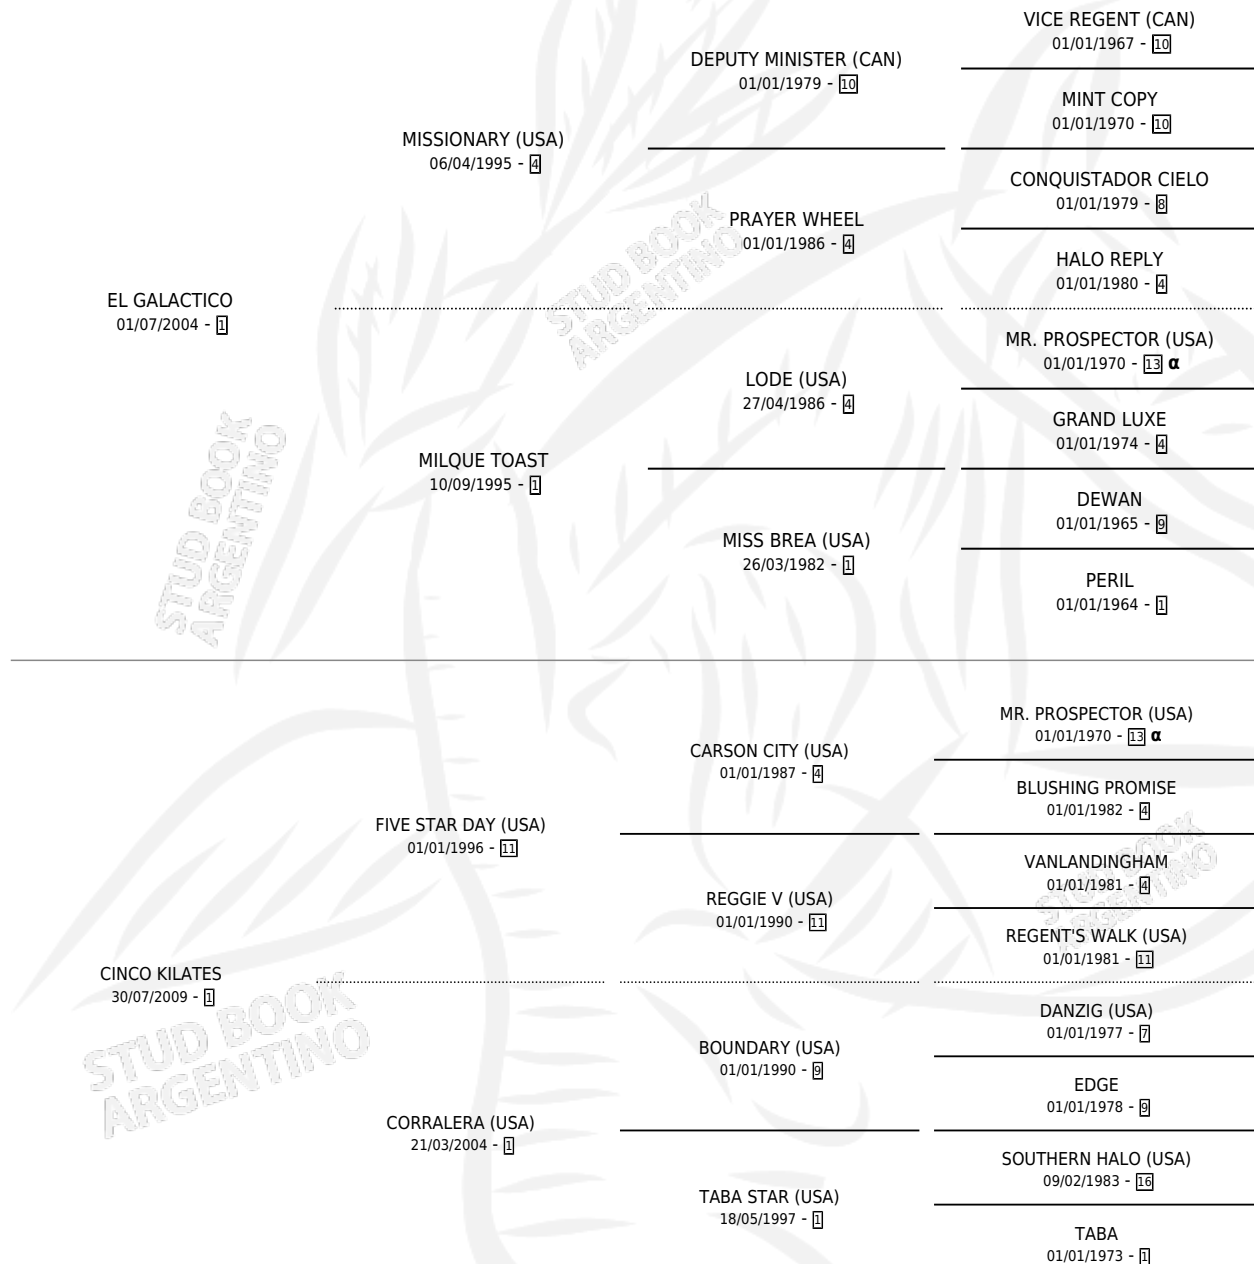 VICE REGENT (CAN)
01/01/1967 - 10
DEPUTY MINISTER (CAN)
01/01/1979 - 10
MINT COPY
01/01/1970 - 10
MISSIONARY (USA)
06/04/1995 - 4
CONQUISTADOR CIELO
01/01/1979 - 8
PRAYER WHEEL
01/01/1986 - 4
HALO REPLY
01/01/1980 - 4
STUD BOOK
ARGENTINO
EL GALACTICO
01/07/2004 - 1
MR. PROSPECTOR (USA)
01/01/1970 - 13 α
LODE (USA)
27/04/1986 - 4
GRAND LUXE
01/01/1974 - 4
MILQUE TOAST
10/09/1995 - 1
DEWAN
01/01/1965 - 9
MISS BREA (USA)
26/03/1982 - 1
PERIL
01/01/1964 - 1
STUD BOOK
ARGENTINO
MR. PROSPECTOR (USA)
01/01/1970 - 13 α
CARSON CITY (USA)
01/01/1987 - 4
BLUSHING PROMISE
01/01/1982 - 4
FIVE STAR DAY (USA)
01/01/1996 - 11
VANLANDINGHAM
01/01/1981 - 4
REGGIE V (USA)
01/01/1990 - 11
REGENT'S WALK (USA)
01/01/1981 - 11
STUD BOOK
ARGENTINO
CINCO KILATES
30/07/2009 - 1
DANZIG (USA)
01/01/1977 - 7
BOUNDARY (USA)
01/01/1990 - 9
EDGE
01/01/1978 - 9
STUD BOOK
ARGENTINO
CORRALERA (USA)
21/03/2004 - 1
SOUTHERN HALO (USA)
09/02/1983 - 16
TABA STAR (USA)
18/05/1997 - 1
TABA
01/01/1973 - 1